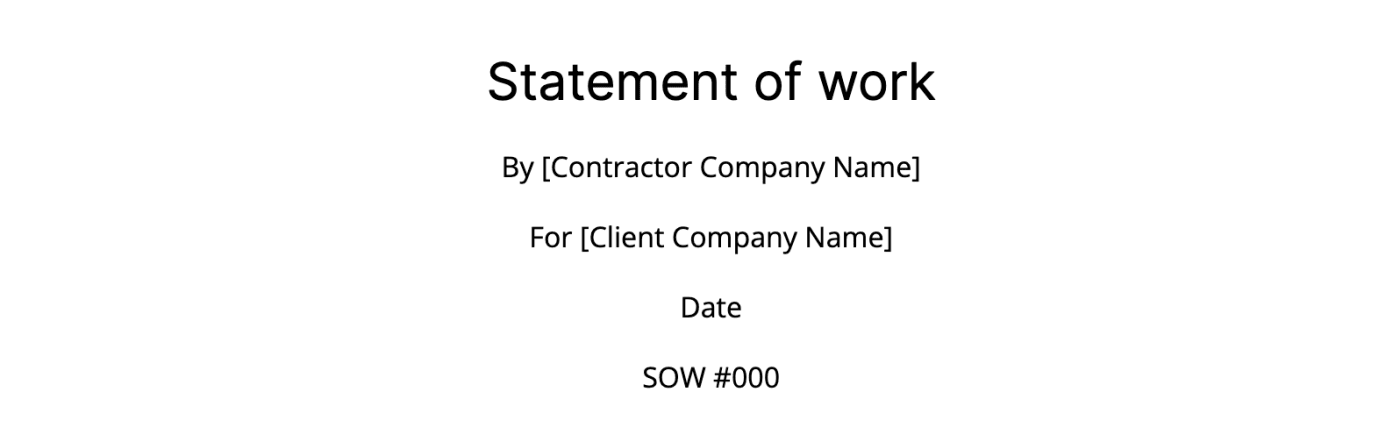 Statement of work
By [Contractor Company Name]
For [Client Company Name]
Date
SOW #000